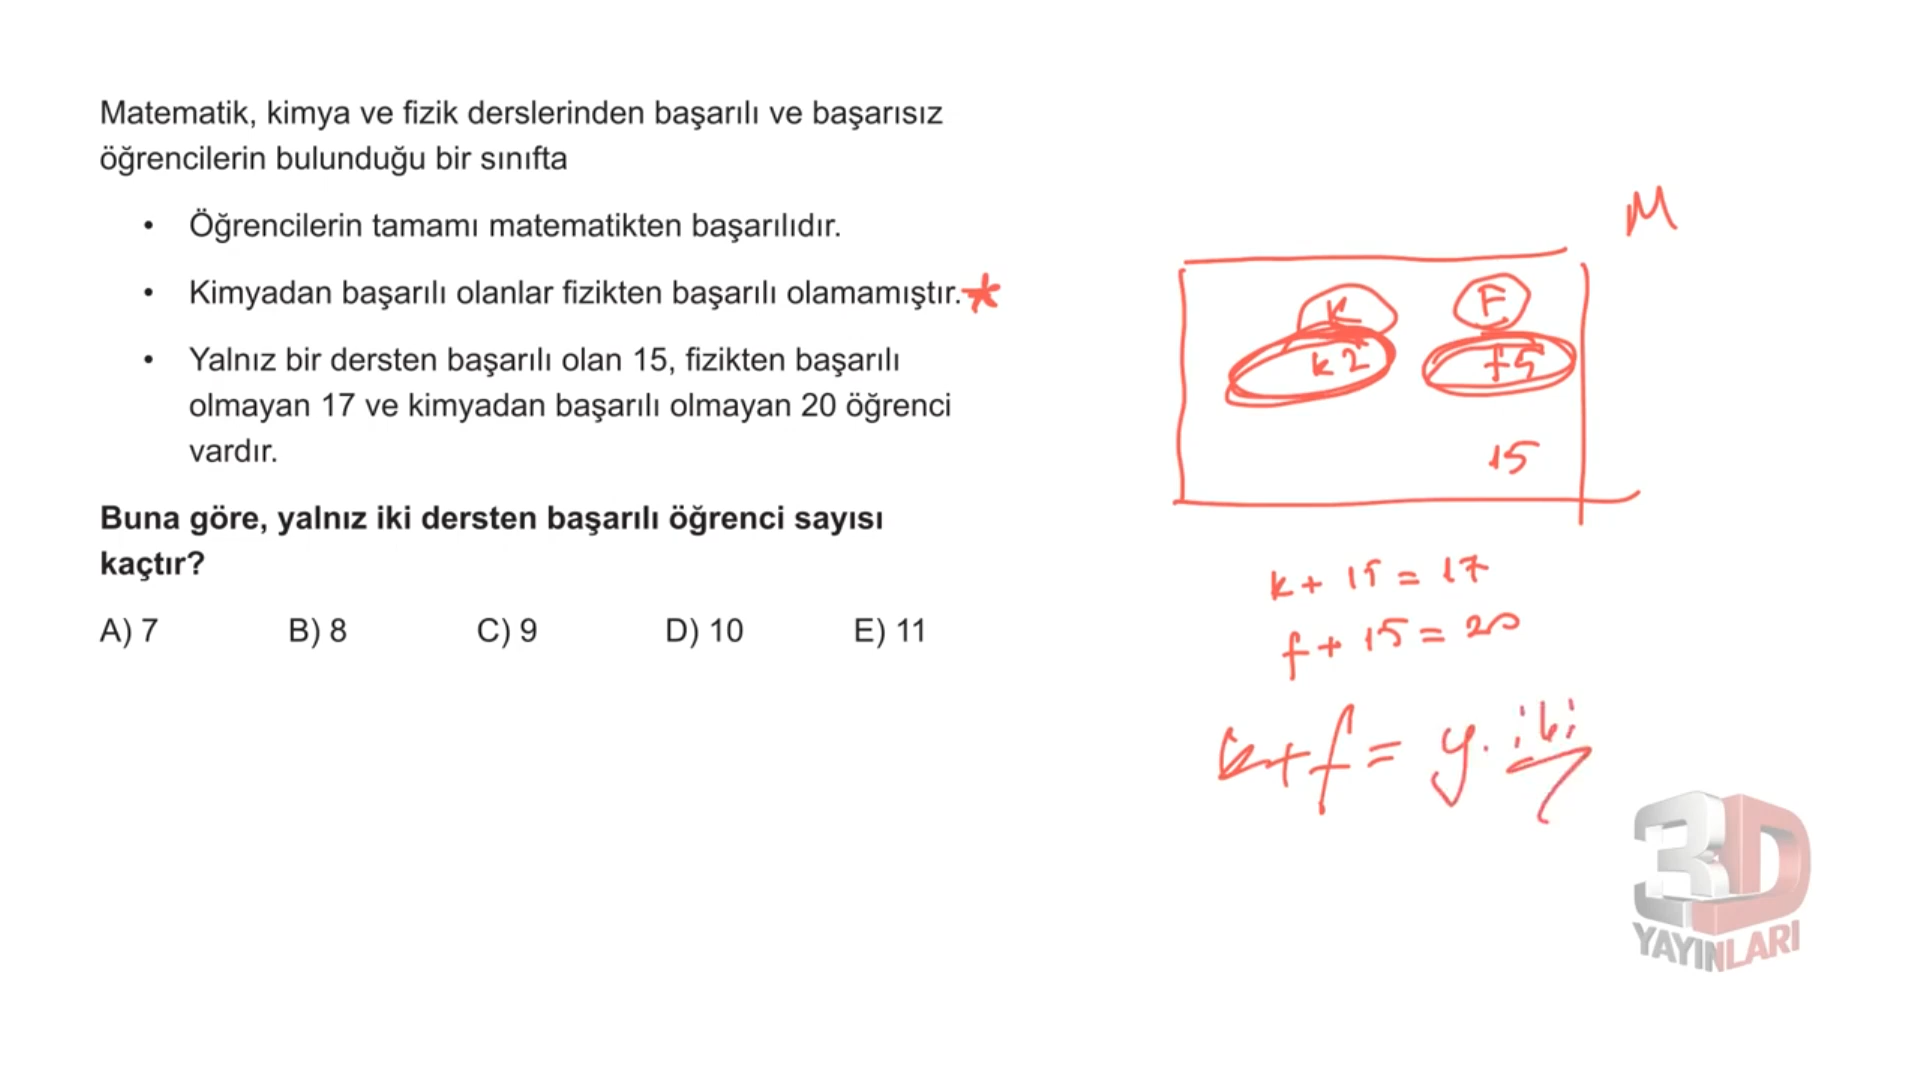 Matematik, kimya ve fizik derslerinden başarılı ve başarısız
öğrencilerin bulunduğu bir sınıfta
• Öğrencilerin tamamı matematikten başarılıdır.
• Kimyadan başarılı olanlar fizikten başarılı olamamıştır.
• Yalnız bir dersten başarılı olan 15, fizikten başarılı
olmayan 17 ve kimyadan başarılı olmayan 20 öğrenci
vardır.
Buna göre, yalnız iki dersten başarılı öğrenci sayısı
kaçtır?
A) 7 B) 8 C) 9 D) 10 E) 11
M
K F
k 2 f 5
15
k + 15 = 17
f + 15 = 20
k+f = y. iki
3D
YAYINLARI